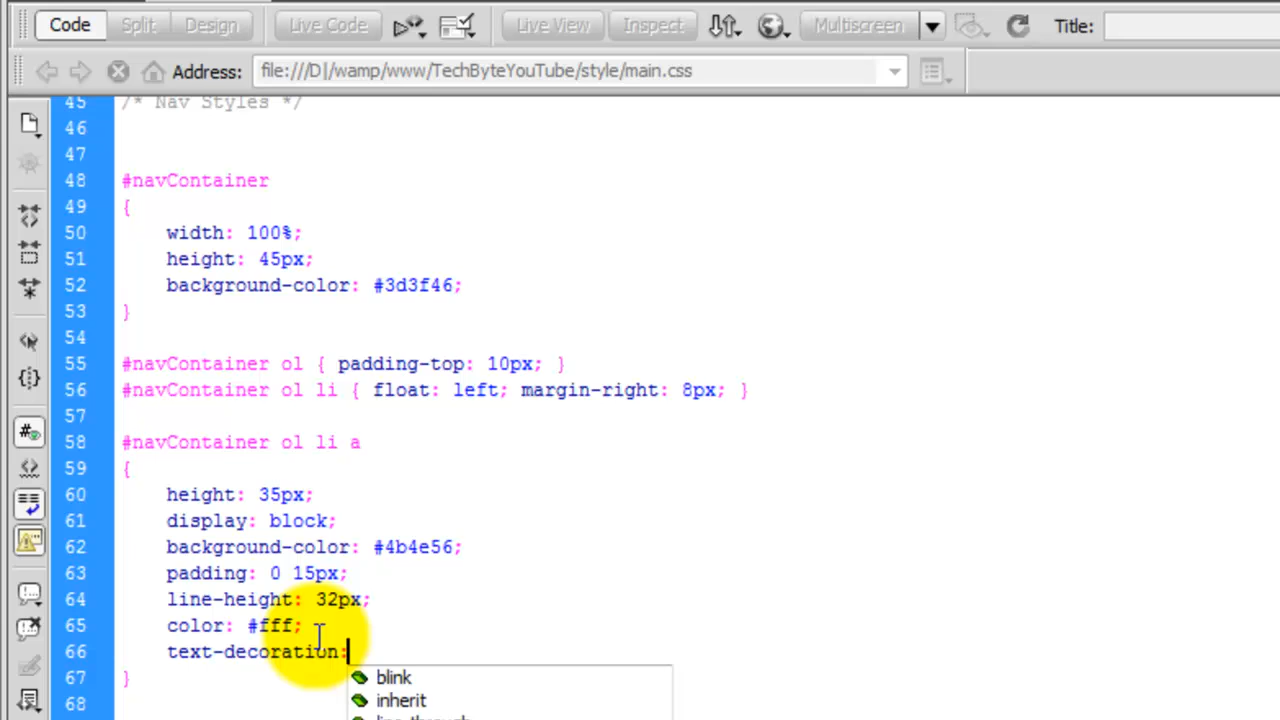 Code Split Design Live Code Live View Inspect Multiscreen Title:
Address: file:///D|/wamp/www/TechByteYouTube/style/main.css
45 /* Nav Styles */
46
47
48 #navContainer
49 {
50 width: 100%;
51 height: 45px;
52 background-color: #3d3f46;
53 }
54
55 #navContainer ol { padding-top: 10px; }
56 #navContainer ol li { float: left; margin-right: 8px; }
57
58 #navContainer ol li a
59 {
60 height: 35px;
61 display: block;
62 background-color: #4b4e56;
63 padding: 0 15px;
64 line-height: 32px;
65 color: #fff;
66 text-decoration:
blink
67 }
inherit
68
line-through